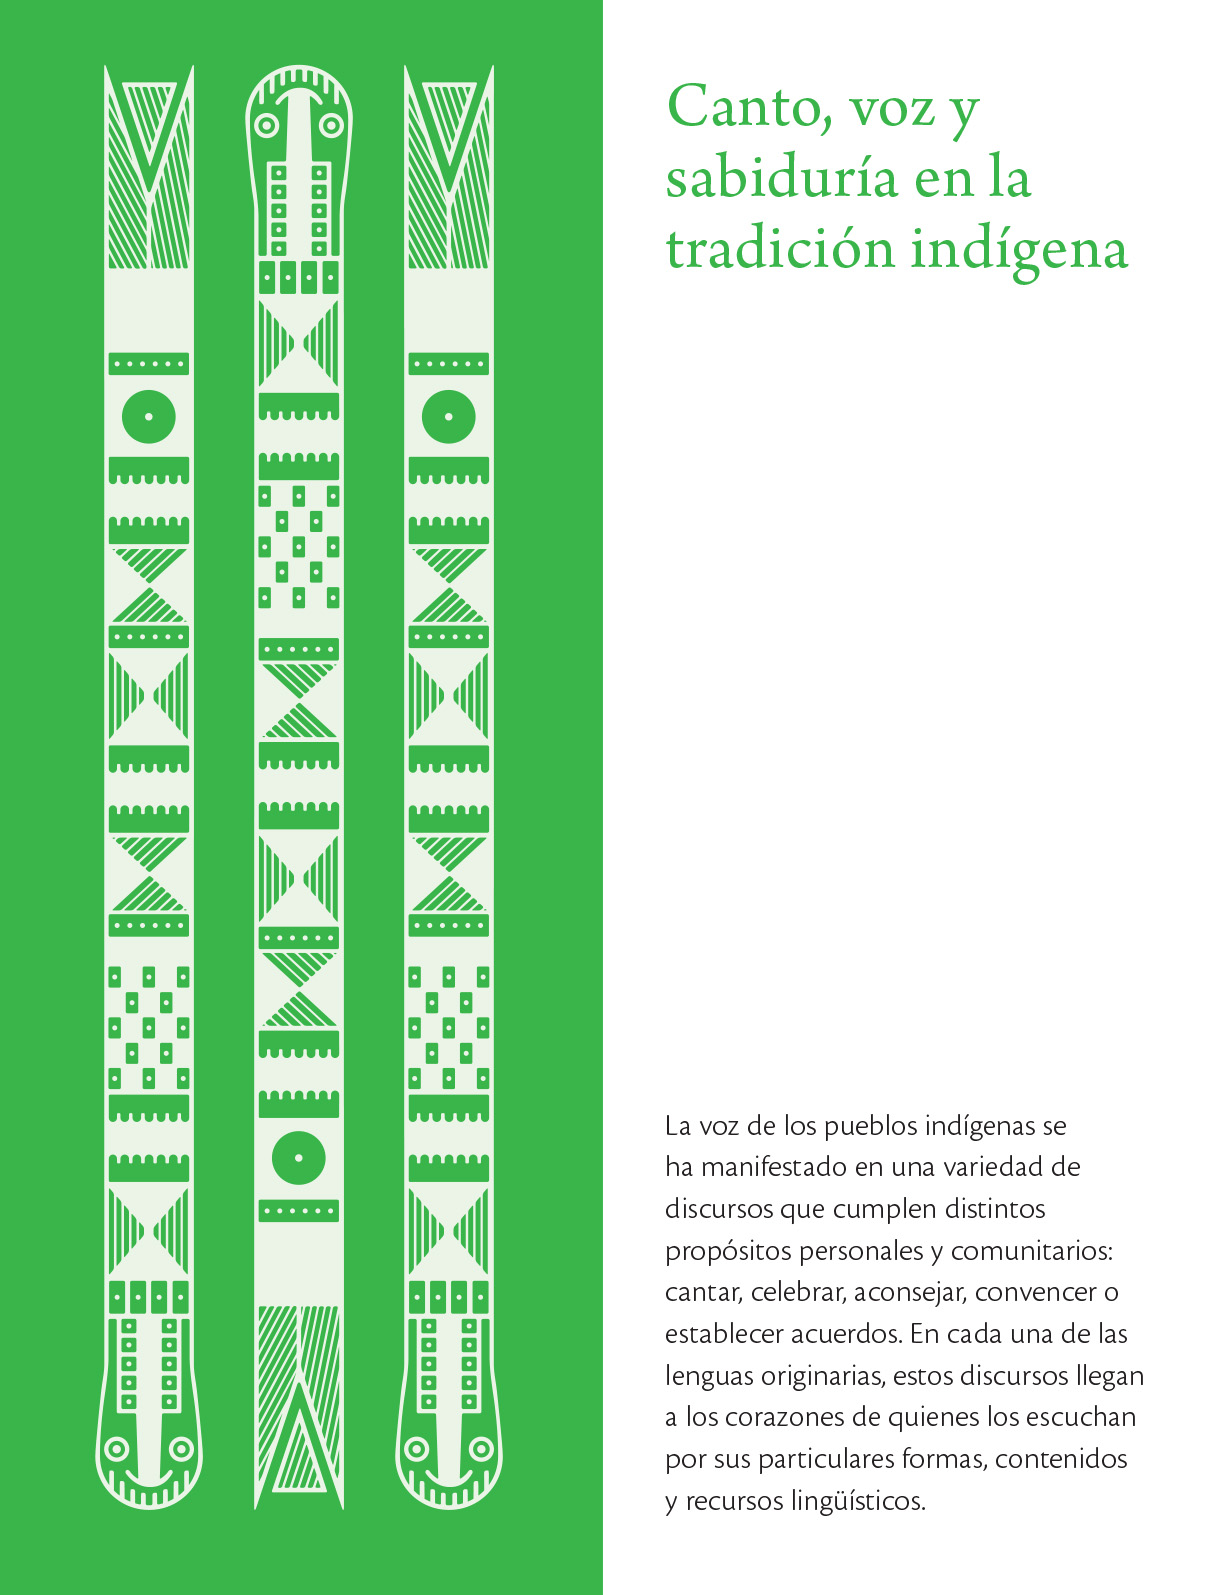 Canto, voz y
sabiduría en la
tradición indígena
La voz de los pueblos indígenas se
ha manifestado en una variedad de
discursos que cumplen distintos
propósitos personales y comunitarios:
cantar, celebrar, aconsejar, convencer o
establecer acuerdos. En cada una de las
lenguas originarias, estos discursos llegan
a los corazones de quienes los escuchan
por sus particulares formas, contenidos
y recursos lingüísticos.